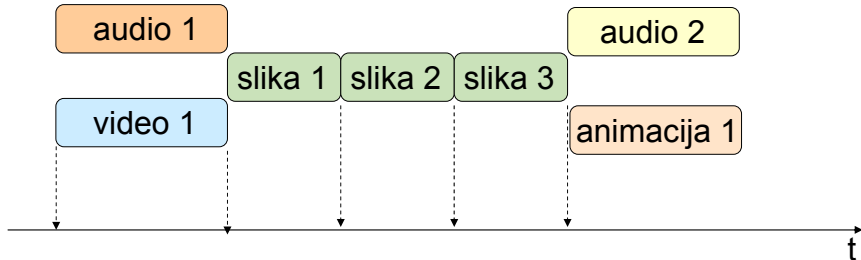 audio 1
audio 2
slika 1
slika 2
slika 3
video 1
animacija 1
t